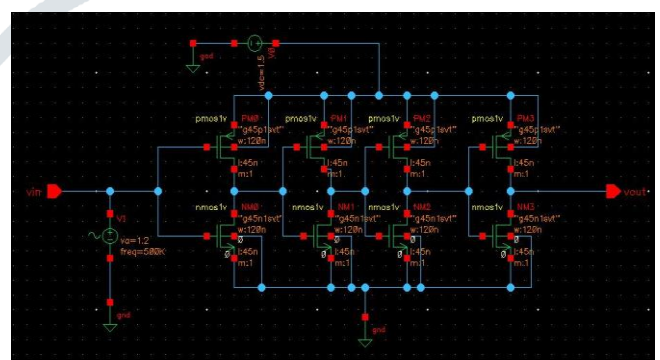 gnd
V0
vdc=1.5
pmos1v
PM0
"g45p1svt"
w:120n
l:45n
m:1
pmos1v
PM1
"g45p1svt"
w:120n
l:45n
m:1
pmos1v
PM2
"g45p1svt"
w:120n
l:45n
m:1
pmos1v
PM3
"g45p1svt"
w:120n
l:45n
m:1
vin
vout
nmos1v
NM0
"g45n1svt"
w:120n
l:45n
m:1
nmos1v
NM1
"g45n1svt"
w:120n
l:45n
m:1
nmos1v
NM2
"g45n1svt"
w:120n
l:45n
m:1
nmos1v
NM3
"g45n1svt"
w:120n
l:45n
m:1
V1
va=1.2
freq=500K
gnd
gnd